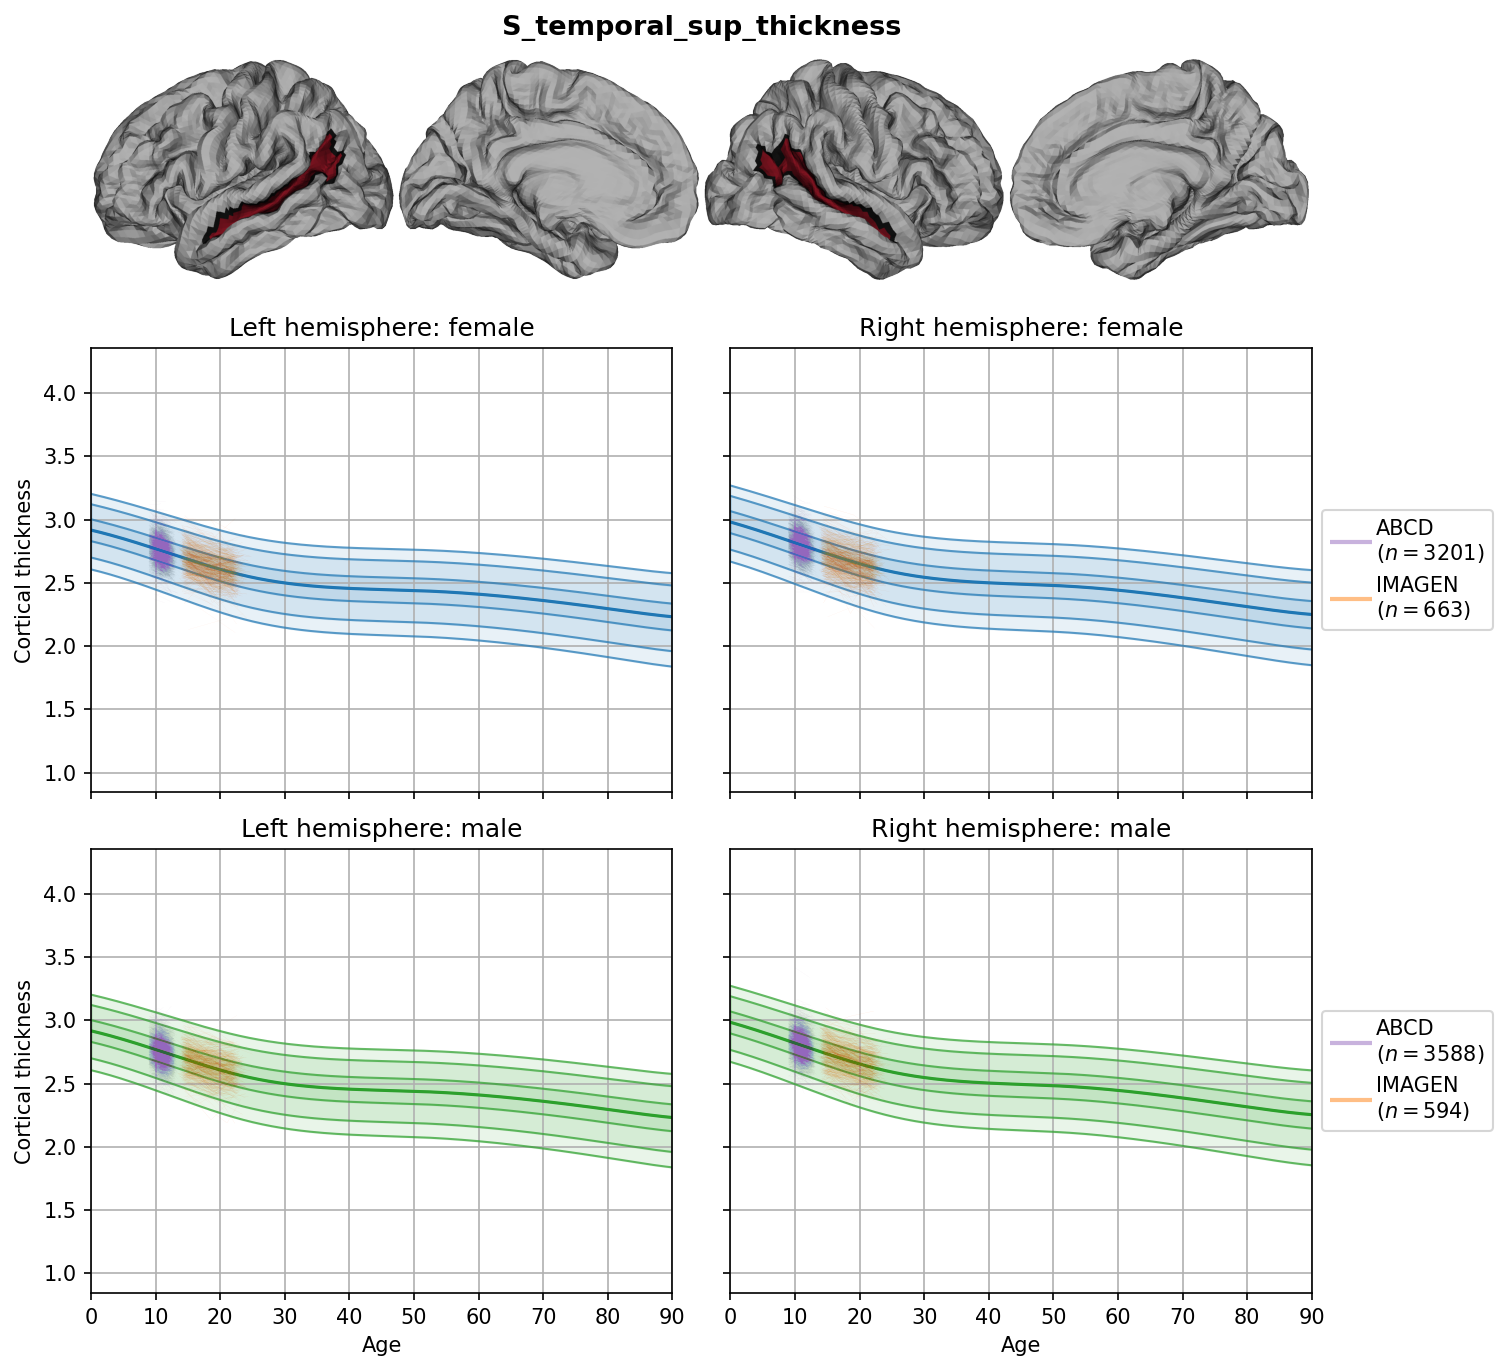 S_temporal_sup_thickness
Left hemisphere: female
Right hemisphere: female
Cortical thickness
4.0
3.5
3.0
2.5
2.0
1.5
1.0
ABCD
(n = 3201)
IMAGEN
(n = 663)
Left hemisphere: male
Right hemisphere: male
Cortical thickness
4.0
3.5
3.0
2.5
2.0
1.5
1.0
ABCD
(n = 3588)
IMAGEN
(n = 594)
0 10 20 30 40 50 60 70 80 90
0 10 20 30 40 50 60 70 80 90
Age
Age